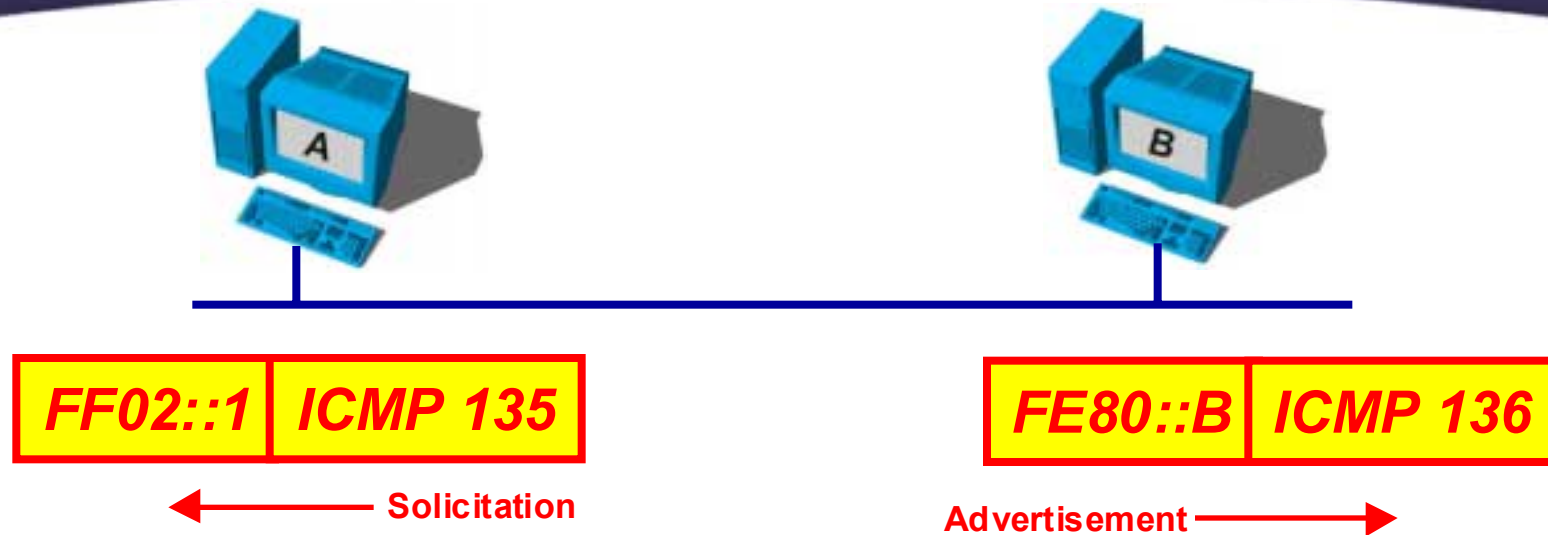 A B
FF02::1 ICMP 135 FE80::B ICMP 136
Solicitation Advertisement